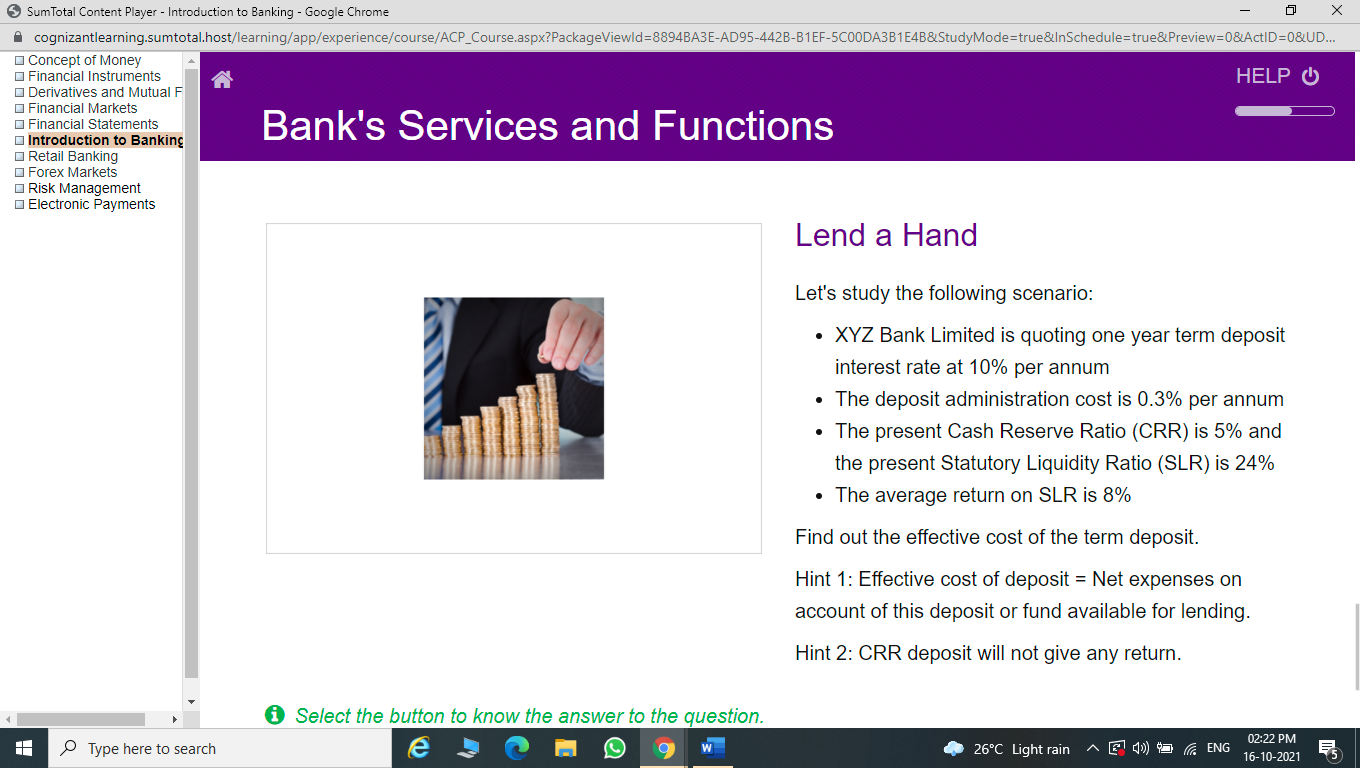 SumTotal Content Player - Introduction to Banking - Google Chrome
cognizantlearning.sumtotal.host/learning/app/experience/course/ACP_Course.aspx?PackageViewId=8894BA3E-AD95-442B-B1EF-5C00DA3B1E4B&StudyMode=true&InSchedule=true&Preview=0&ActID=0&UD...
Concept of Money
Financial Instruments
Derivatives and Mutual F
Financial Markets
Financial Statements
Introduction to Banking
Retail Banking
Forex Markets
Risk Management
Electronic Payments
HELP
Bank's Services and Functions
Lend a Hand
Let's study the following scenario:
• XYZ Bank Limited is quoting one year term deposit
interest rate at 10% per annum
• The deposit administration cost is 0.3% per annum
• The present Cash Reserve Ratio (CRR) is 5% and
the present Statutory Liquidity Ratio (SLR) is 24%
• The average return on SLR is 8%
Find out the effective cost of the term deposit.
Hint 1: Effective cost of deposit = Net expenses on
account of this deposit or fund available for lending.
Hint 2: CRR deposit will not give any return.
Select the button to know the answer to the question.
Type here to search
26°C Light rain
ENG
02:22 PM
16-10-2021
5